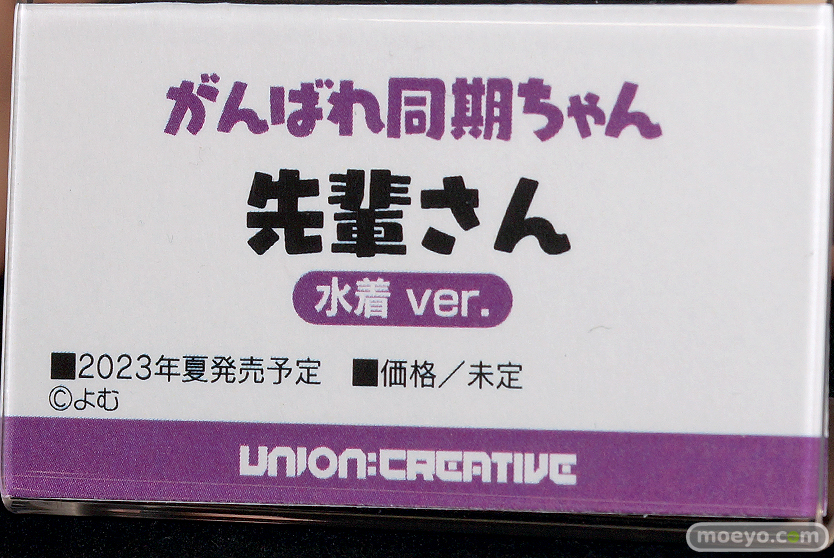 がんばれ同期ちゃん
先輩さん
水着 ver.
■2023年夏発売予定 ■価格／未定
©よむ
UNION:CREATIVE
moeyo.com